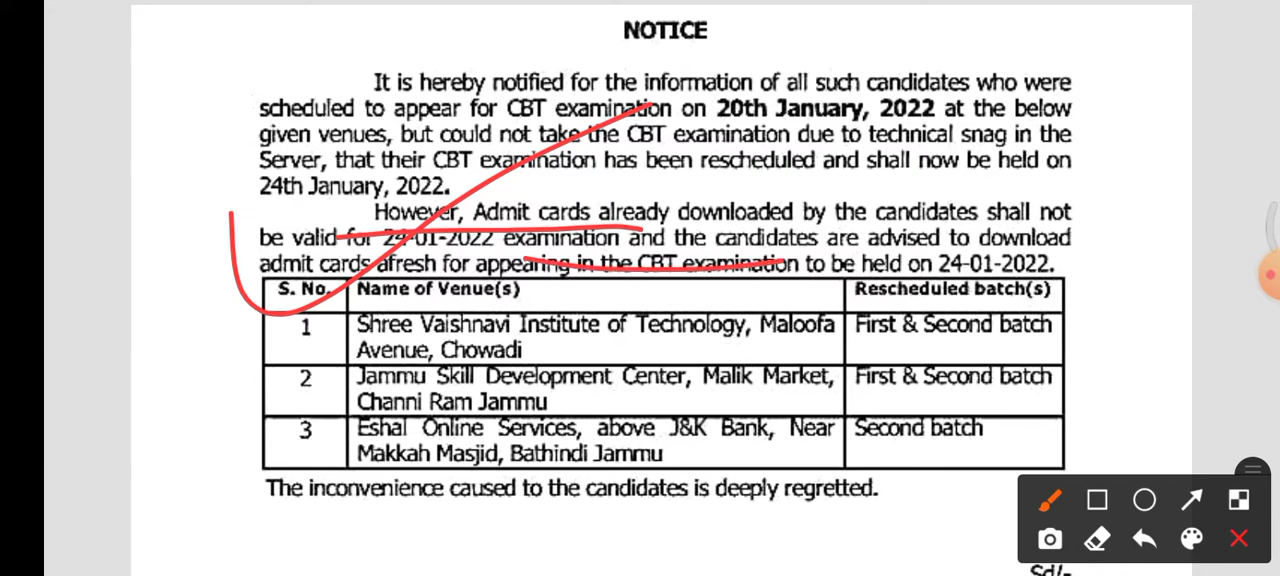 NOTICE
It is hereby notified for the information of all such candidates who were
scheduled to appear for CBT examination on 20th January, 2022 at the below
given venues, but could not take the CBT examination due to technical snag in the
Server, that their CBT examination has been rescheduled and shall now be held on
24th January, 2022.
However, Admit cards already downloaded by the candidates shall not
be valid for 24-01-2022 examination and the candidates are advised to download
admit cards afresh for appearing in the CBT examination to be held on 24-01-2022.
S. No. Name of Venue(s) Rescheduled batch(s)
1 Shree Vaishnavi Institute of Technology, Maloofa First & Second batch
Avenue, Chowadi
2 Jammu Skill Development Center, Malik Market, First & Second batch
Channi Ram Jammu
3 Eshal Online Services, above J&K Bank, Near Second batch
Makkah Masjid, Bathindi Jammu
The inconvenience caused to the candidates is deeply regretted.
Sd/-